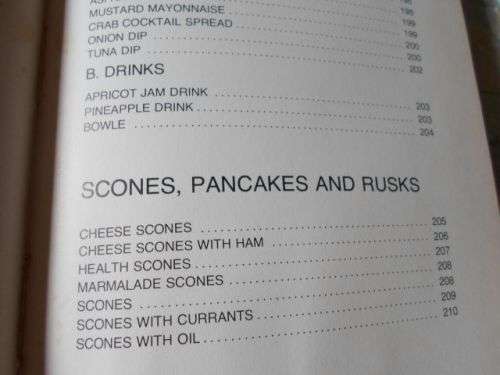 MUSTARD MAYONNAISE ..... 199
CRAB COCKTAIL SPREAD ..... 200
ONION DIP ..... 200
TUNA DIP ..... 202
B. DRINKS
APRICOT JAM DRINK ..... 203
PINEAPPLE DRINK ..... 203
BOWLE ..... 204
SCONES, PANCAKES AND RUSKS
CHEESE SCONES ..... 205
CHEESE SCONES WITH HAM ..... 206
HEALTH SCONES ..... 207
MARMALADE SCONES ..... 208
SCONES ..... 208
SCONES WITH CURRANTS ..... 209
SCONES WITH OIL ..... 210